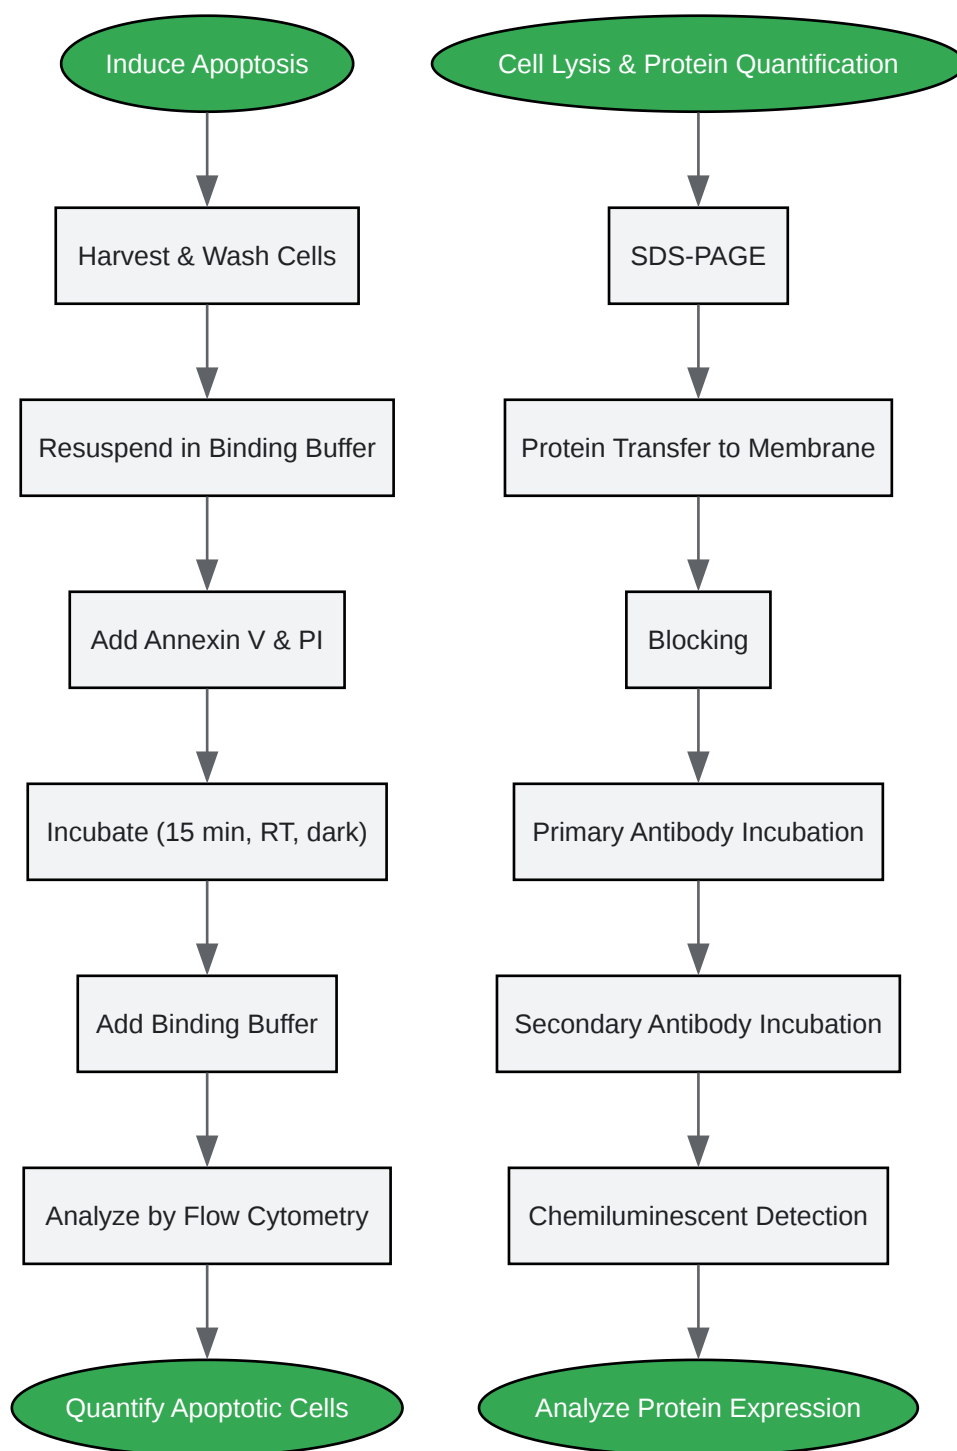 Induce Apoptosis
Harvest & Wash Cells
Resuspend in Binding Buffer
Add Annexin V & PI
Incubate (15 min, RT, dark)
Add Binding Buffer
Analyze by Flow Cytometry
Quantify Apoptotic Cells
Cell Lysis & Protein Quantification
SDS-PAGE
Protein Transfer to Membrane
Blocking
Primary Antibody Incubation
Secondary Antibody Incubation
Chemiluminescent Detection
Analyze Protein Expression